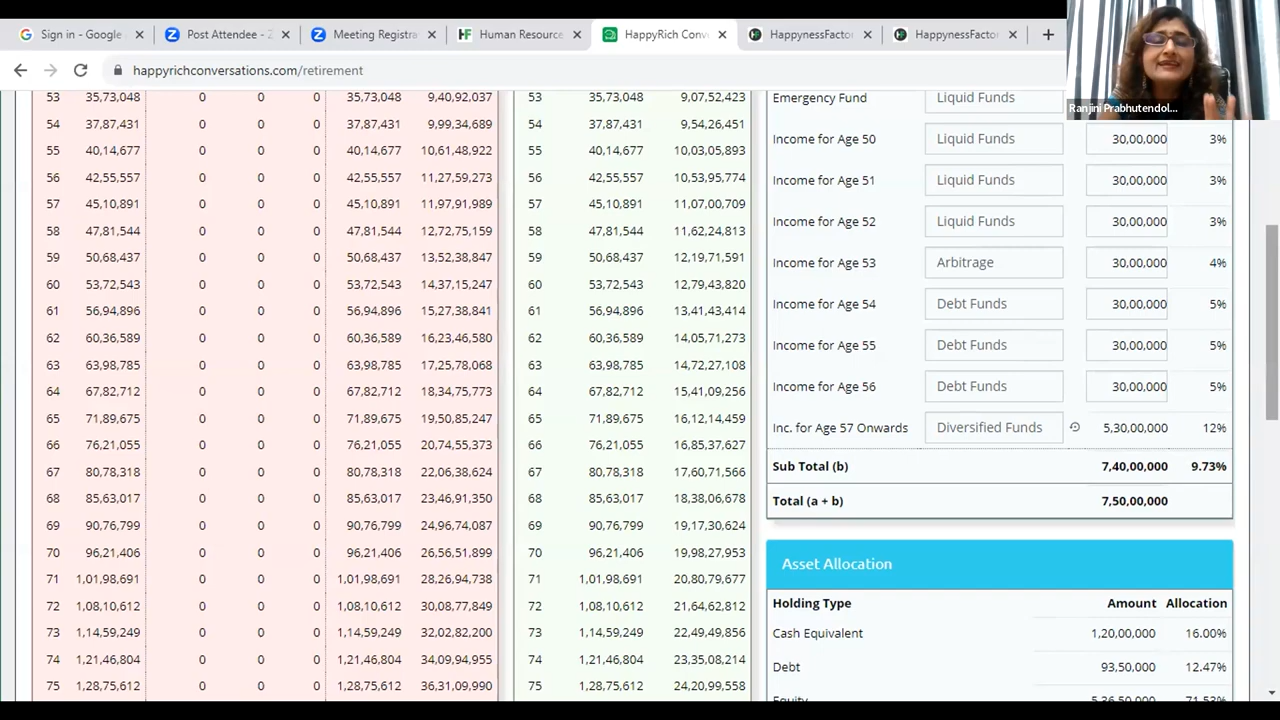 Sign in - Google
Post Attendee - Z
Meeting Registra
Human Resource
HappyRich Conv
HappynessFactor
HappynessFactor
happyrichconversations.com/retirement
Ranjini Prabhutendol...
53 35,73,048 0 0 0 35,73,048 9,40,92,037 53 35,73,048 9,07,52,423 Emergency Fund Liquid Funds
54 37,87,431 0 0 0 37,87,431 9,99,34,689 54 37,87,431 9,54,26,451 Income for Age 50 Liquid Funds 30,00,000 3%
55 40,14,677 0 0 0 40,14,677 10,61,48,922 55 40,14,677 10,03,05,893
56 42,55,557 0 0 0 42,55,557 11,27,59,273 56 42,55,557 10,53,95,774 Income for Age 51 Liquid Funds 30,00,000 3%
57 45,10,891 0 0 0 45,10,891 11,97,91,989 57 45,10,891 11,07,00,709 Income for Age 52 Liquid Funds 30,00,000 3%
58 47,81,544 0 0 0 47,81,544 12,72,75,159 58 47,81,544 11,62,24,813
59 50,68,437 0 0 0 50,68,437 13,52,38,847 59 50,68,437 12,19,71,591 Income for Age 53 Arbitrage 30,00,000 4%
60 53,72,543 0 0 0 53,72,543 14,37,15,247 60 53,72,543 12,79,43,820 Income for Age 54 Debt Funds 30,00,000 5%
61 56,94,896 0 0 0 56,94,896 15,27,38,841 61 56,94,896 13,41,43,414
62 60,36,589 0 0 0 60,36,589 16,23,46,580 62 60,36,589 14,05,71,273 Income for Age 55 Debt Funds 30,00,000 5%
63 63,98,785 0 0 0 63,98,785 17,25,78,068 63 63,98,785 14,72,27,108
64 67,82,712 0 0 0 67,82,712 18,34,75,773 64 67,82,712 15,41,09,256 Income for Age 56 Debt Funds 30,00,000 5%
65 71,89,675 0 0 0 71,89,675 19,50,85,247 65 71,89,675 16,12,14,459 Inc. for Age 57 Onwards Diversified Funds 5,30,00,000 12%
66 76,21,055 0 0 0 76,21,055 20,74,55,373 66 76,21,055 16,85,37,627
67 80,78,318 0 0 0 80,78,318 22,06,38,624 67 80,78,318 17,60,71,566 Sub Total (b) 7,40,00,000 9.73%
68 85,63,017 0 0 0 85,63,017 23,46,91,350 68 85,63,017 18,38,06,678 Total (a + b) 7,50,00,000
69 90,76,799 0 0 0 90,76,799 24,96,74,087 69 90,76,799 19,17,30,624
70 96,21,406 0 0 0 96,21,406 26,56,51,899 70 96,21,406 19,98,27,953 Asset Allocation
71 1,01,98,691 0 0 0 1,01,98,691 28,26,94,738 71 1,01,98,691 20,80,79,677
72 1,08,10,612 0 0 0 1,08,10,612 30,08,77,849 72 1,08,10,612 21,64,62,812 Holding Type Amount Allocation
73 1,14,59,249 0 0 0 1,14,59,249 32,02,82,200 73 1,14,59,249 22,49,49,856 Cash Equivalent 1,20,00,000 16.00%
74 1,21,46,804 0 0 0 1,21,46,804 34,09,94,955 74 1,21,46,804 23,35,08,214 Debt 93,50,000 12.47%
75 1,28,75,612 0 0 0 1,28,75,612 36,31,09,990 75 1,28,75,612 24,20,99,558 Equity 5,36,50,000 71.53%